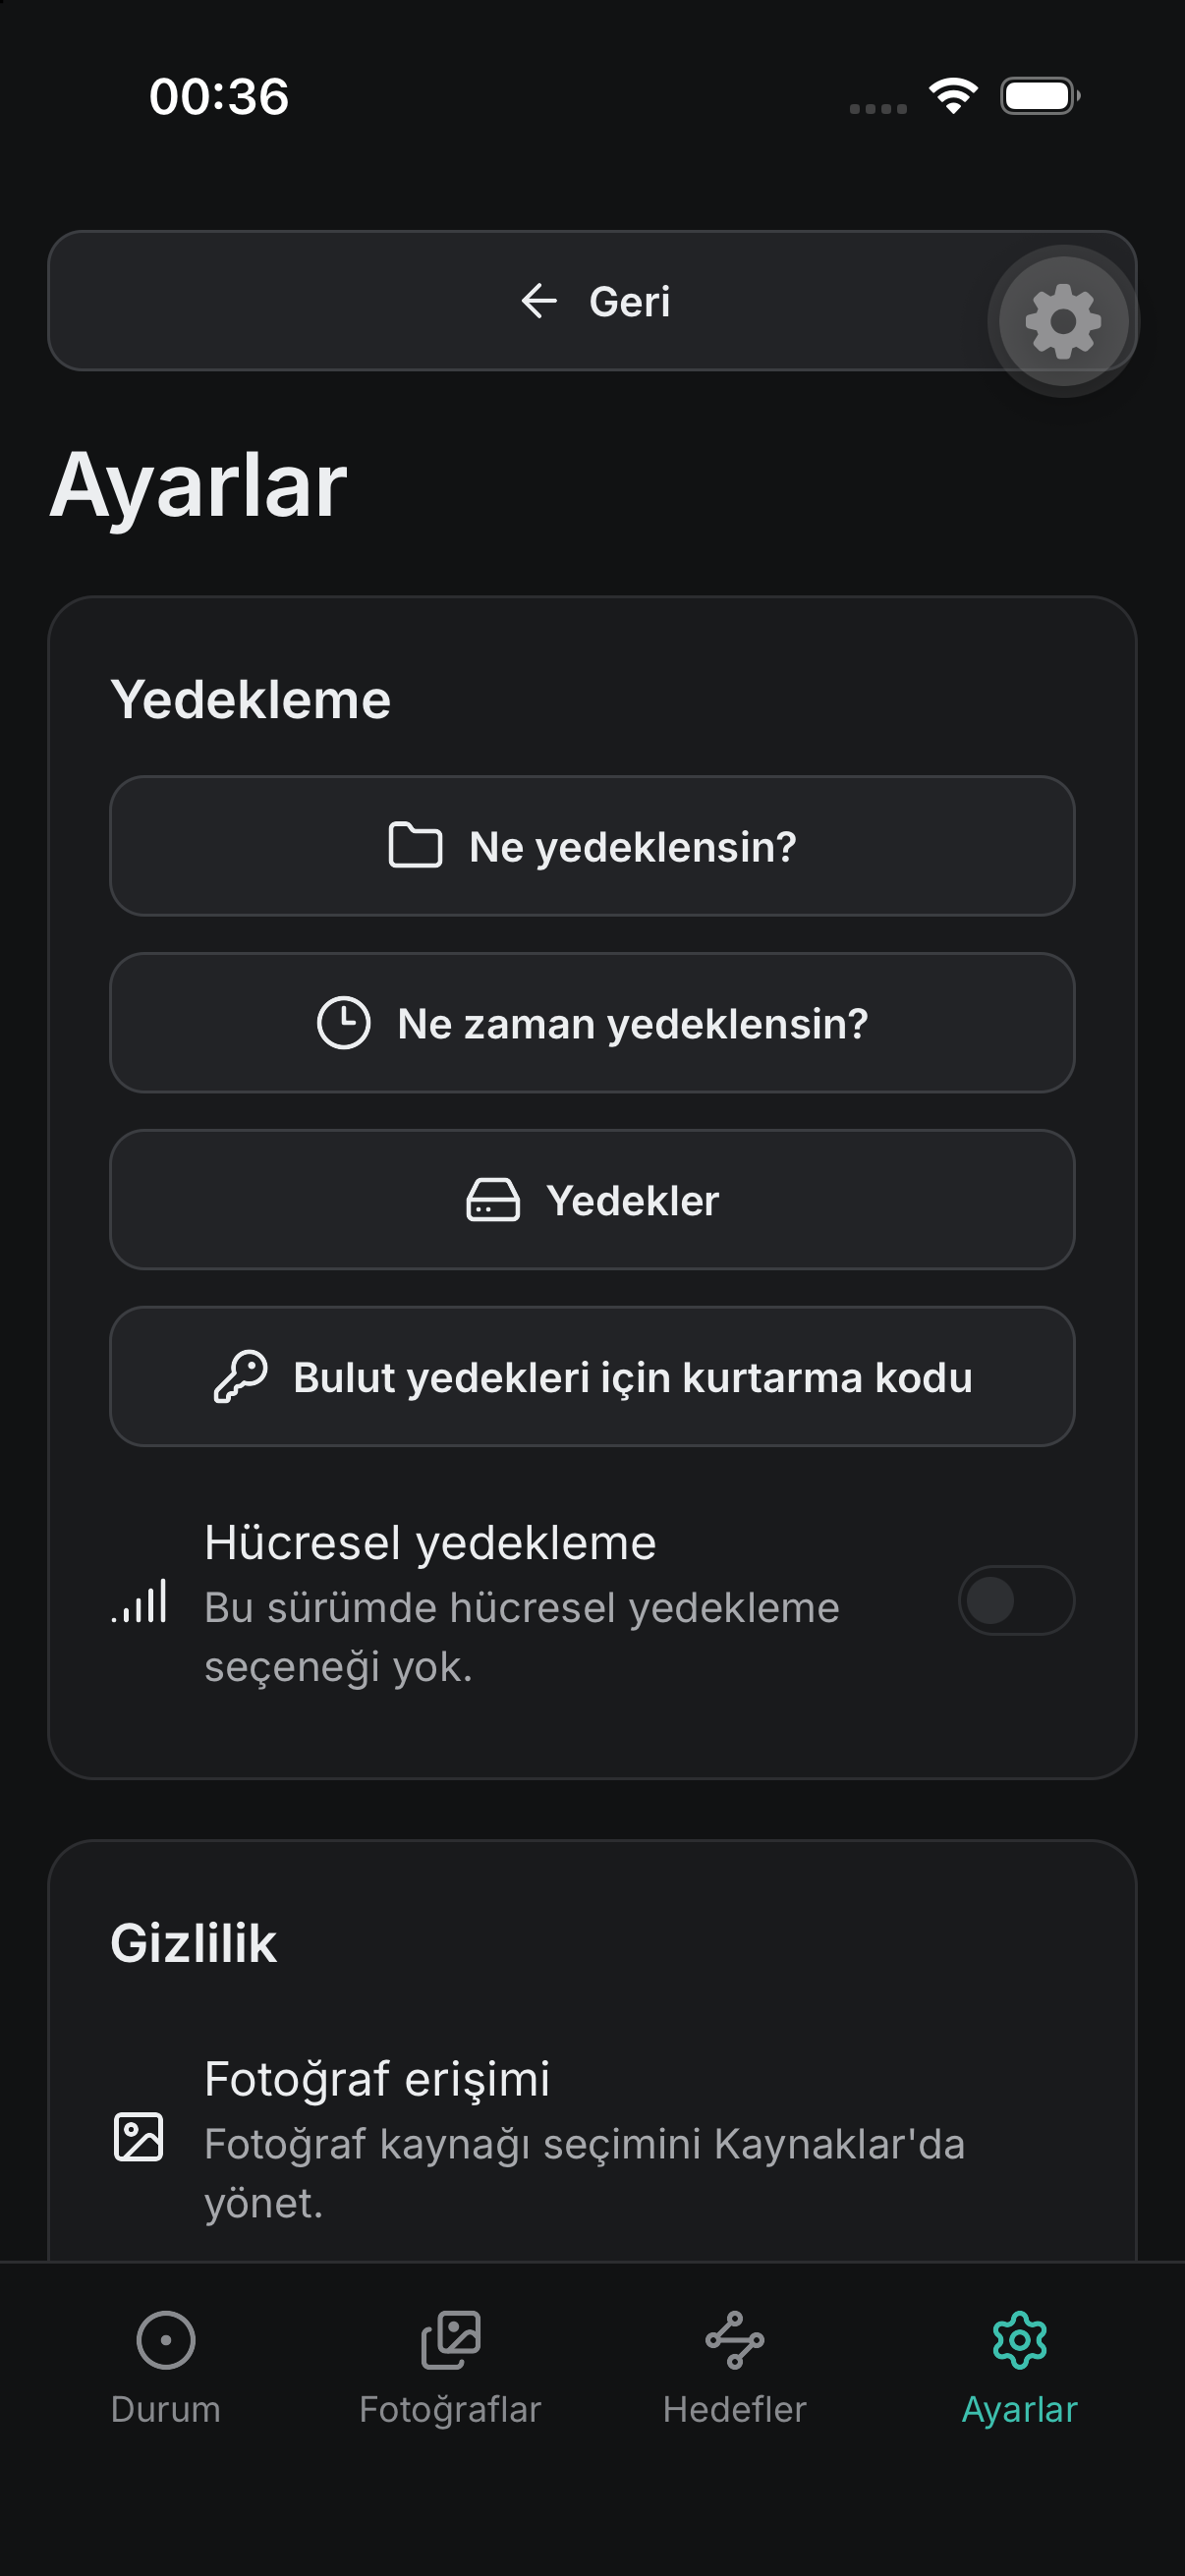 00:36
Geri
Ayarlar
Yedekleme
Ne yedeklensin?
Ne zaman yedeklensin?
Yedekler
Bulut yedekleri için kurtarma kodu
Hücresel yedekleme
Bu sürümde hücresel yedekleme
seçeneği yok.
Gizlilik
Fotoğraf erişimi
Fotoğraf kaynağı seçimini Kaynaklar'da
yönet.
Durum
Fotoğraflar
Hedefler
Ayarlar